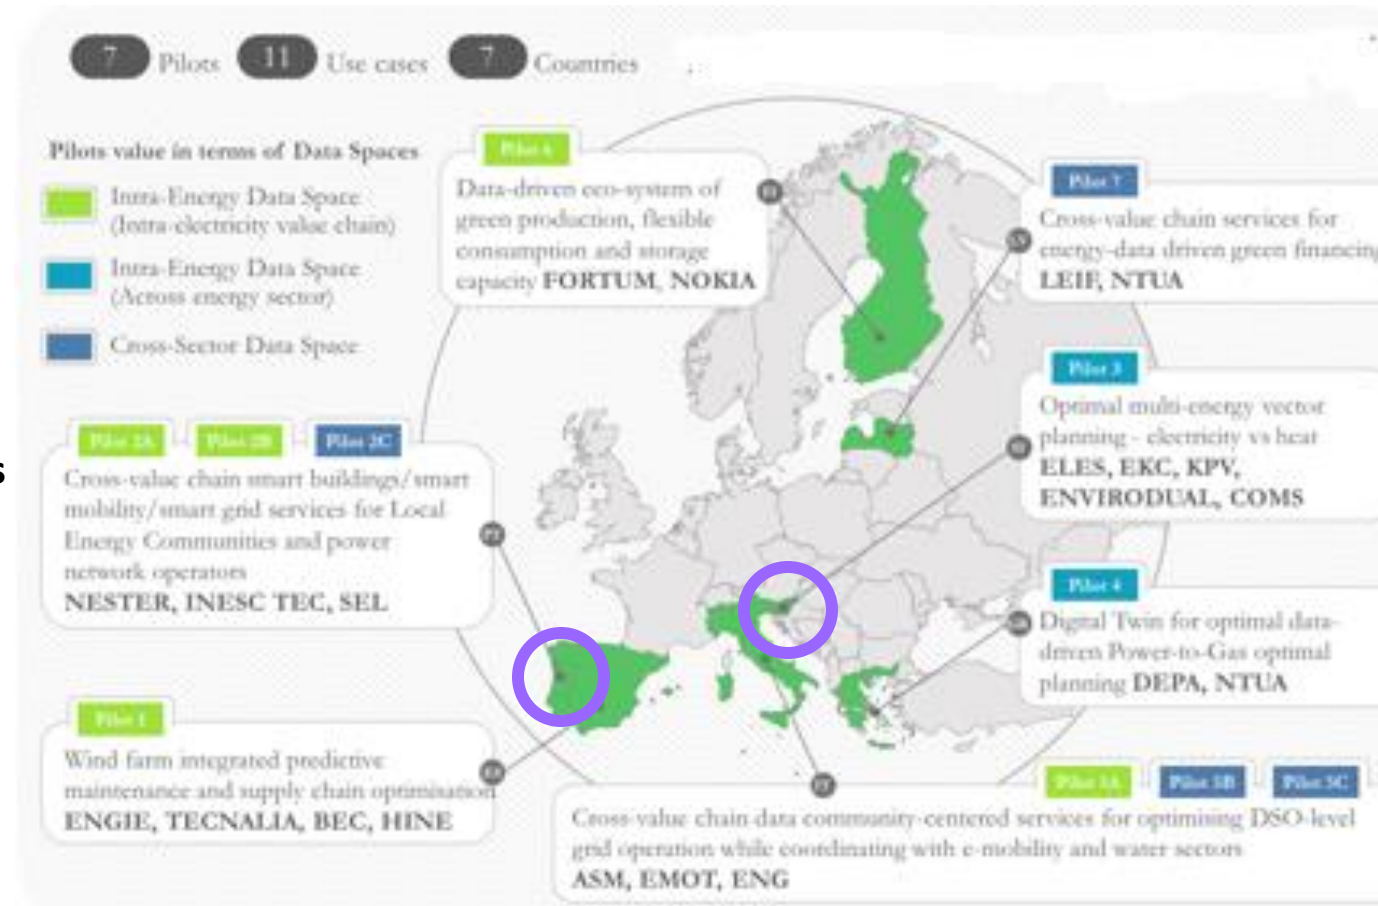 7 Pilots 11 Use cases 7 Countries
Pilots value in terms of Data Spaces
Intra-Energy Data Space
(Intra-electricity value chain)
Intra-Energy Data Space
(Across energy sector)
Cross-Sector Data Space
Pilot 6
Data-driven eco-system of
green production, flexible
consumption and storage
capacity FORTUM, NOKIA
FI
Pilot 7
Cross-value chain services for
energy-data driven green financing
LEIF, NTUA
LV
Pilot 3
Optimal multi-energy vector
planning - electricity vs heat
ELES, EKC, KPV,
ENVIRODUAL, COMS
Pilot 2A Pilot 2B Pilot 2C
s
Cross-value chain smart buildings/smart
mobility/smart grid services for Local
Energy Communities and power
network operators
NESTER, INESC TEC, SEL
PT
Pilot 4
Digital Twin for optimal data-
driven Power-to-Gas optimal
planning DEPA, NTUA
Pilot 1
Wind farm integrated predictive
maintenance and supply chain optimisation
ENGIE, TECNALIA, BEC, HINE
ES
IT
Pilot 5A Pilot 5B Pilot 5C
Cross-value chain data community-centered services for optimising DSO-level
grid operation while coordinating with e-mobility and water sectors
ASM, EMOT, ENG